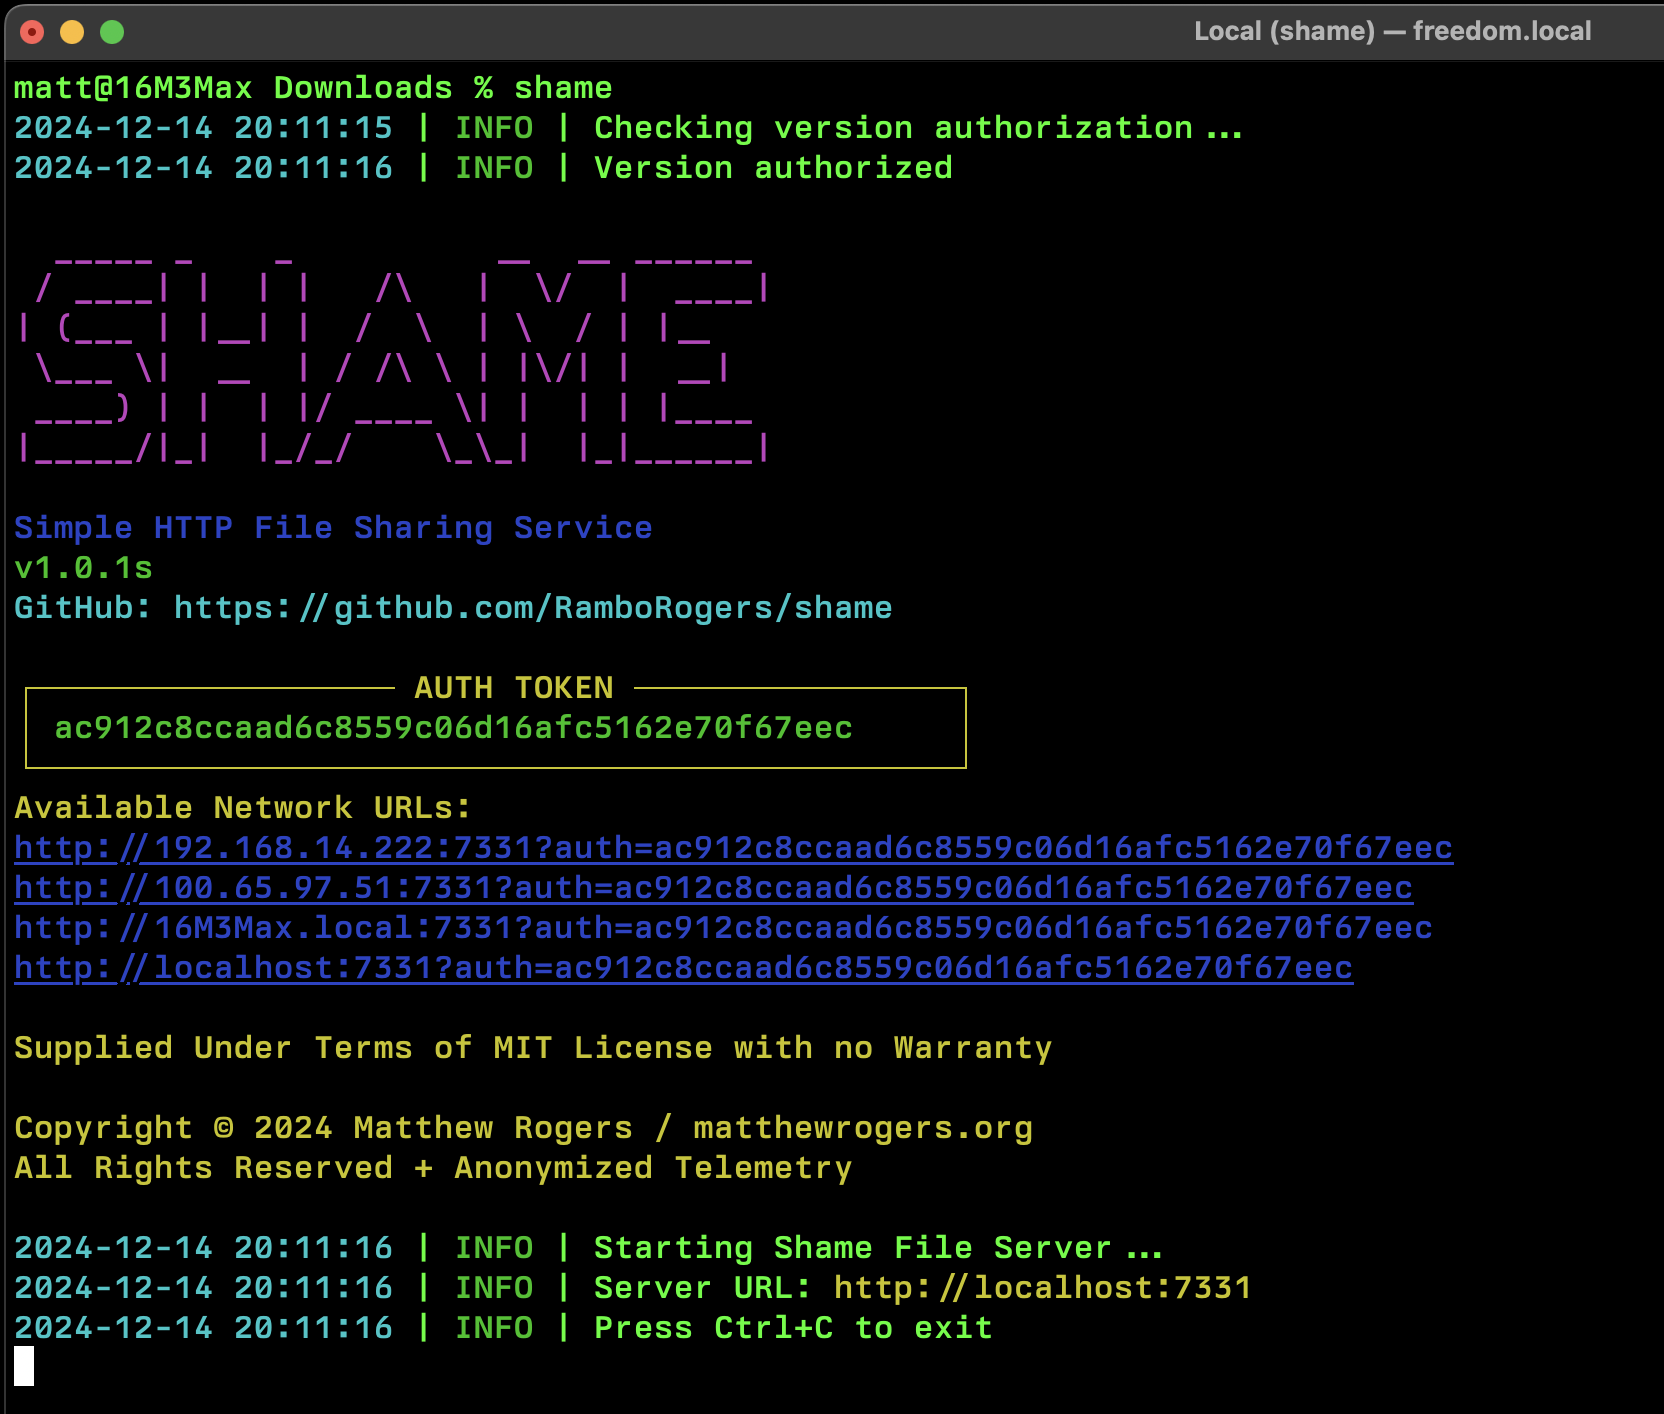 Local (shame) — freedom.local
matt@16M3Max Downloads % shame
2024-12-14 20:11:15 | INFO | Checking version authorization...
2024-12-14 20:11:16 | INFO | Version authorized
SHAME
Simple HTTP File Sharing Service
v1.0.1s
GitHub: https://github.com/RamboRogers/shame
AUTH TOKEN
ac912c8ccaad6c8559c06d16afc5162e70f67eec
Available Network URLs:
http://192.168.14.222:7331?auth=ac912c8ccaad6c8559c06d16afc5162e70f67eec
http://100.65.97.51:7331?auth=ac912c8ccaad6c8559c06d16afc5162e70f67eec
http://16M3Max.local:7331?auth=ac912c8ccaad6c8559c06d16afc5162e70f67eec
http://localhost:7331?auth=ac912c8ccaad6c8559c06d16afc5162e70f67eec
Supplied Under Terms of MIT License with no Warranty
Copyright © 2024 Matthew Rogers / matthewrogers.org
All Rights Reserved + Anonymized Telemetry
2024-12-14 20:11:16 | INFO | Starting Shame File Server...
2024-12-14 20:11:16 | INFO | Server URL: http://localhost:7331
2024-12-14 20:11:16 | INFO | Press Ctrl+C to exit